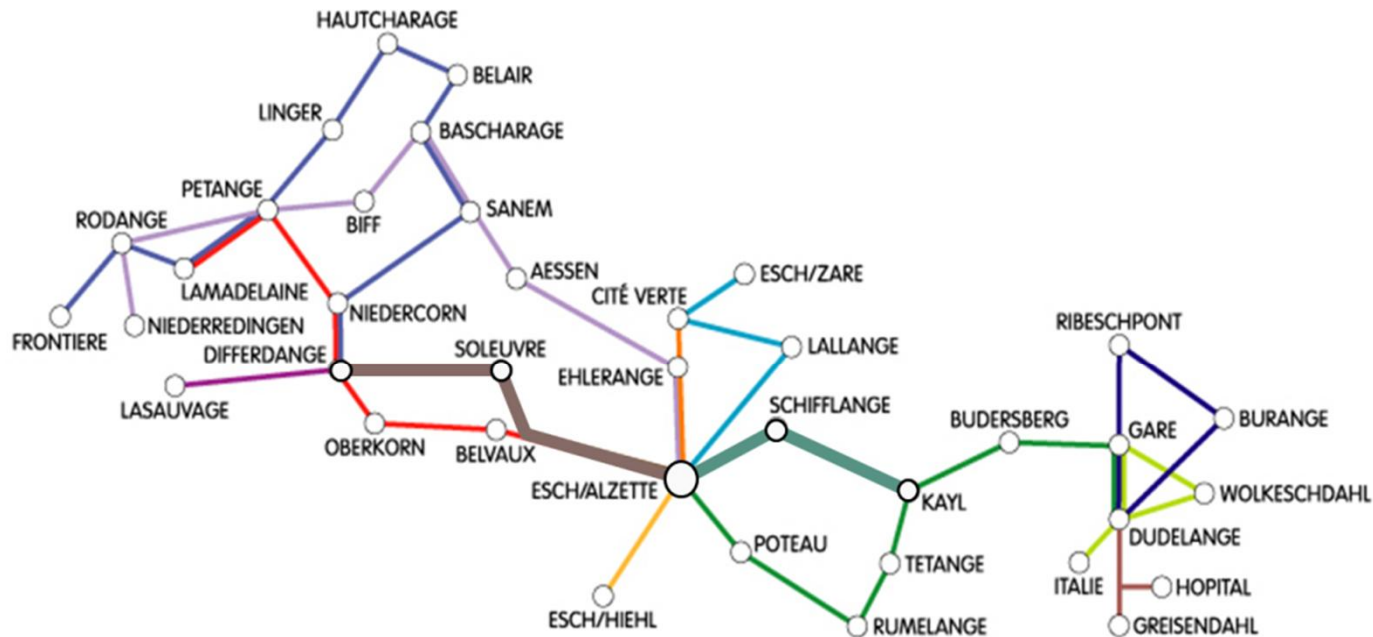 HAUTCHARAGE
BELAIR
LINGER
BASCHARAGE
PETANGE
BIFF
SANEM
RODANGE
AESSEN
ESCH/ZARE
LAMADELAINE
CITÉ VERTE
NIEDERCORN
NIEDERREDINGEN
FRONTIERE
RIBESCHPONT
DIFFERDANGE
SOLEUVRE
LALLANGE
EHLERANGE
LASAUVAGE
SCHIFFLANGE
BUDERSBERG
GARE
BURANGE
OBERKORN
BELVAUX
ESCH/ALZETTE
KAYL
WOLKESCHDAHL
DUDELANGE
POTEAU
TETANGE
ITALIE
HOPITAL
ESCH/HIEHL
RUMELANGE
GREISENDAHL